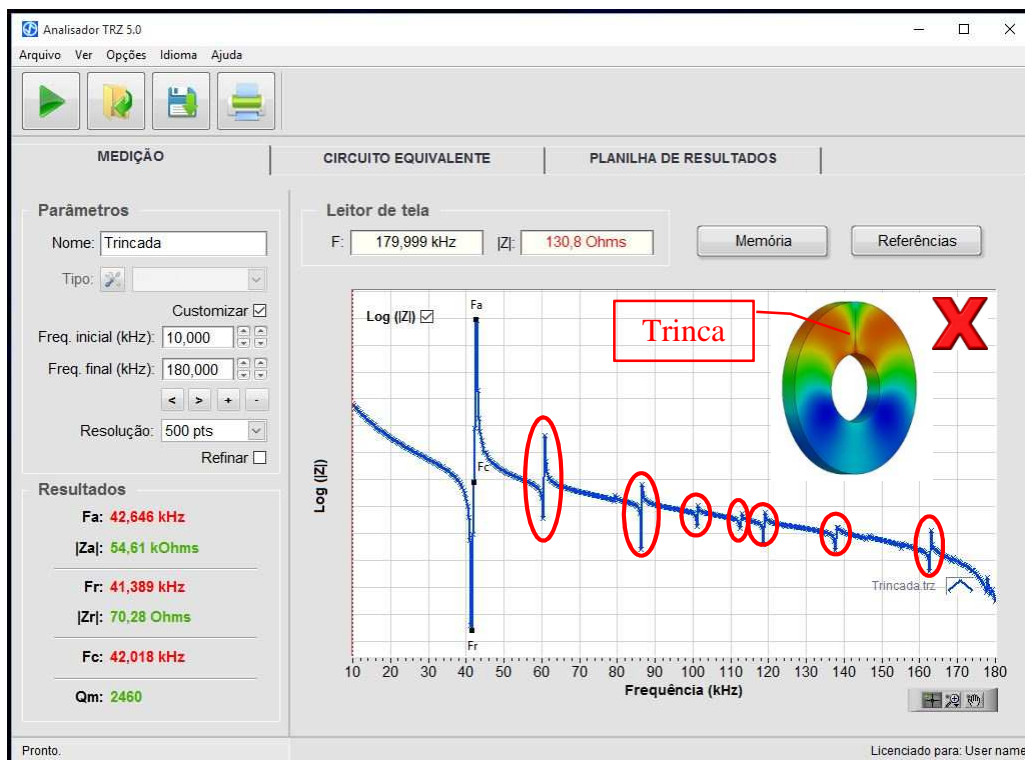 Analisador TRZ 5.0
Arquivo Ver Opções Idioma Ajuda
MEDIÇÃO CIRCUITO EQUIVALENTE PLANILHA DE RESULTADOS
Parâmetros
Nome: Trincada
Tipo:
Customizar
Freq. inicial (kHz): 10,000
Freq. final (kHz): 180,000
< > + -
Resolução: 500 pts
Refinar
Resultados
Fa: 42,646 kHz
|Za|: 54,61 kOhms
Fr: 41,389 kHz
|Zr|: 70,28 Ohms
Fc: 42,018 kHz
Qm: 2460
Leitor de tela
F: 179,999 kHz |Z|: 130,8 Ohms
Memória Referências
Log (|Z|)
Fa
Trinca
Fc
Log (|Z|)
Trincada.trz
Fr
10 20 30 40 50 60 70 80 90 100 110 120 130 140 150 160 170 180
Frequência (kHz)
Pronto. Licenciado para: User name